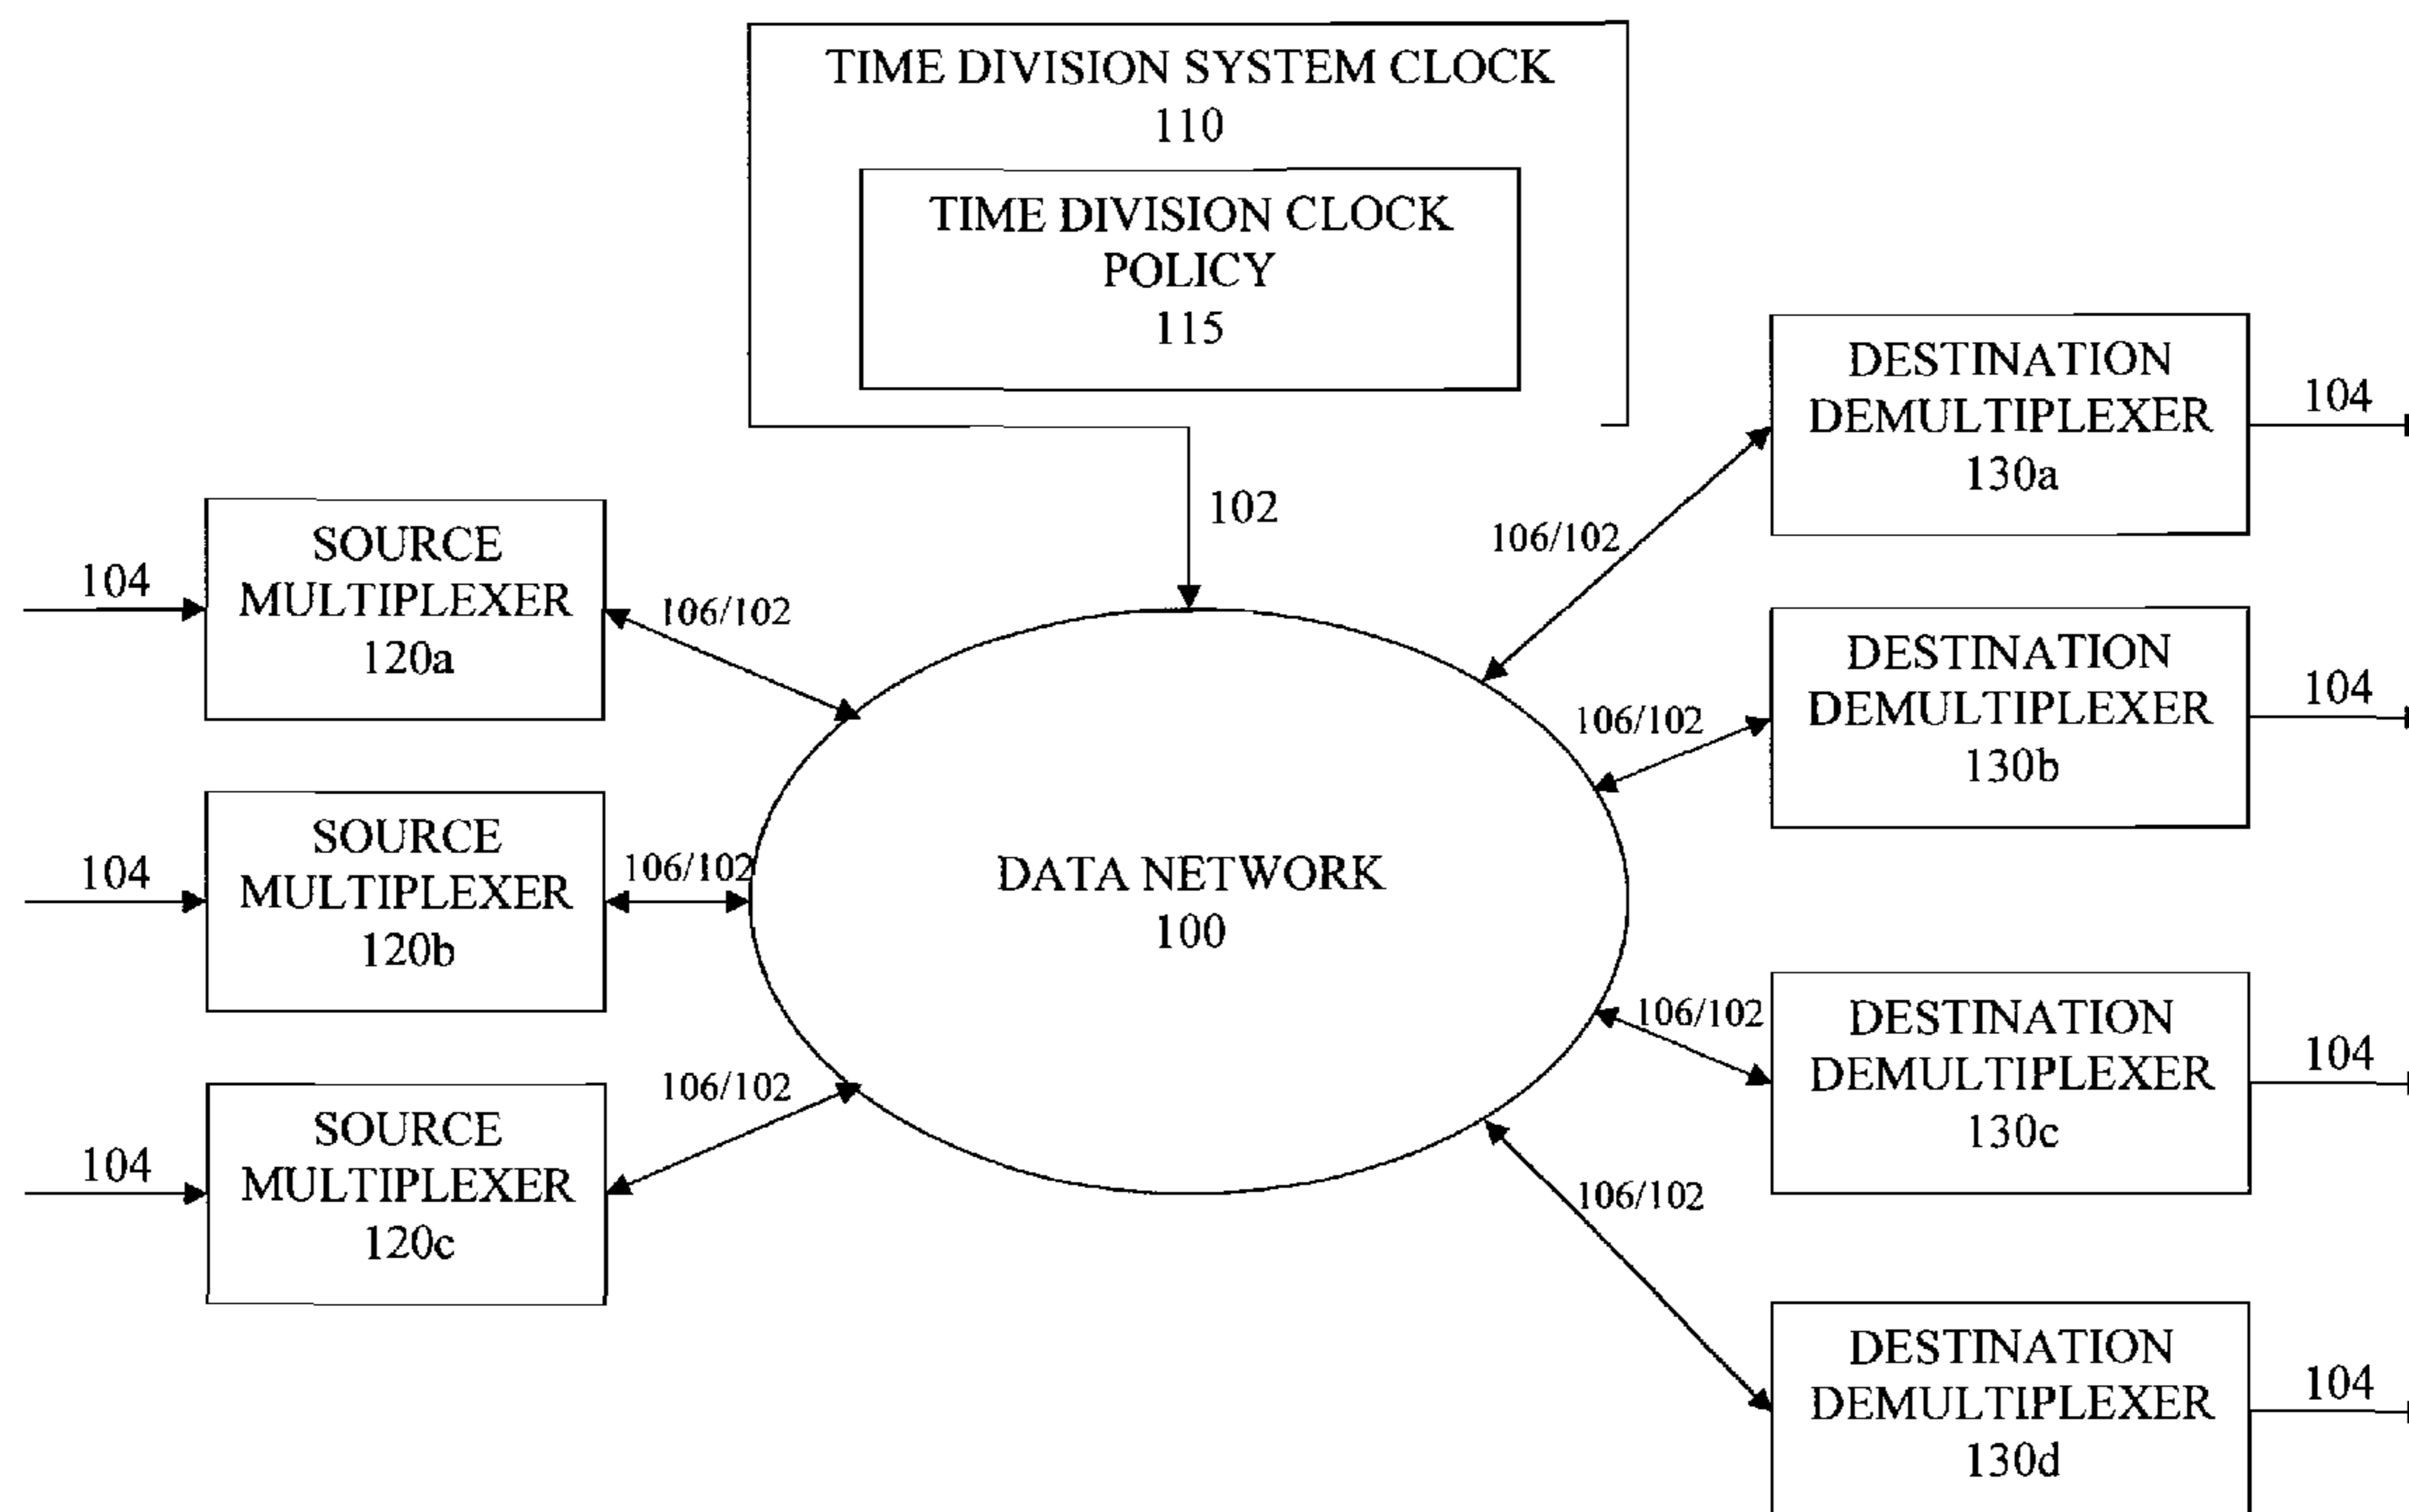 TIME DIVISION SYSTEM CLOCK
110
TIME DIVISION CLOCK
POLICY
115
102
104
SOURCE
MULTIPLEXER
120a
106/102
104
SOURCE
MULTIPLEXER
120b
106/102
104
SOURCE
MULTIPLEXER
120c
106/102
DATA NETWORK
100
106/102
DESTINATION
DEMULTIPLEXER
130a
104
106/102
DESTINATION
DEMULTIPLEXER
130b
104
106/102
DESTINATION
DEMULTIPLEXER
130c
104
106/102
DESTINATION
DEMULTIPLEXER
130d
104